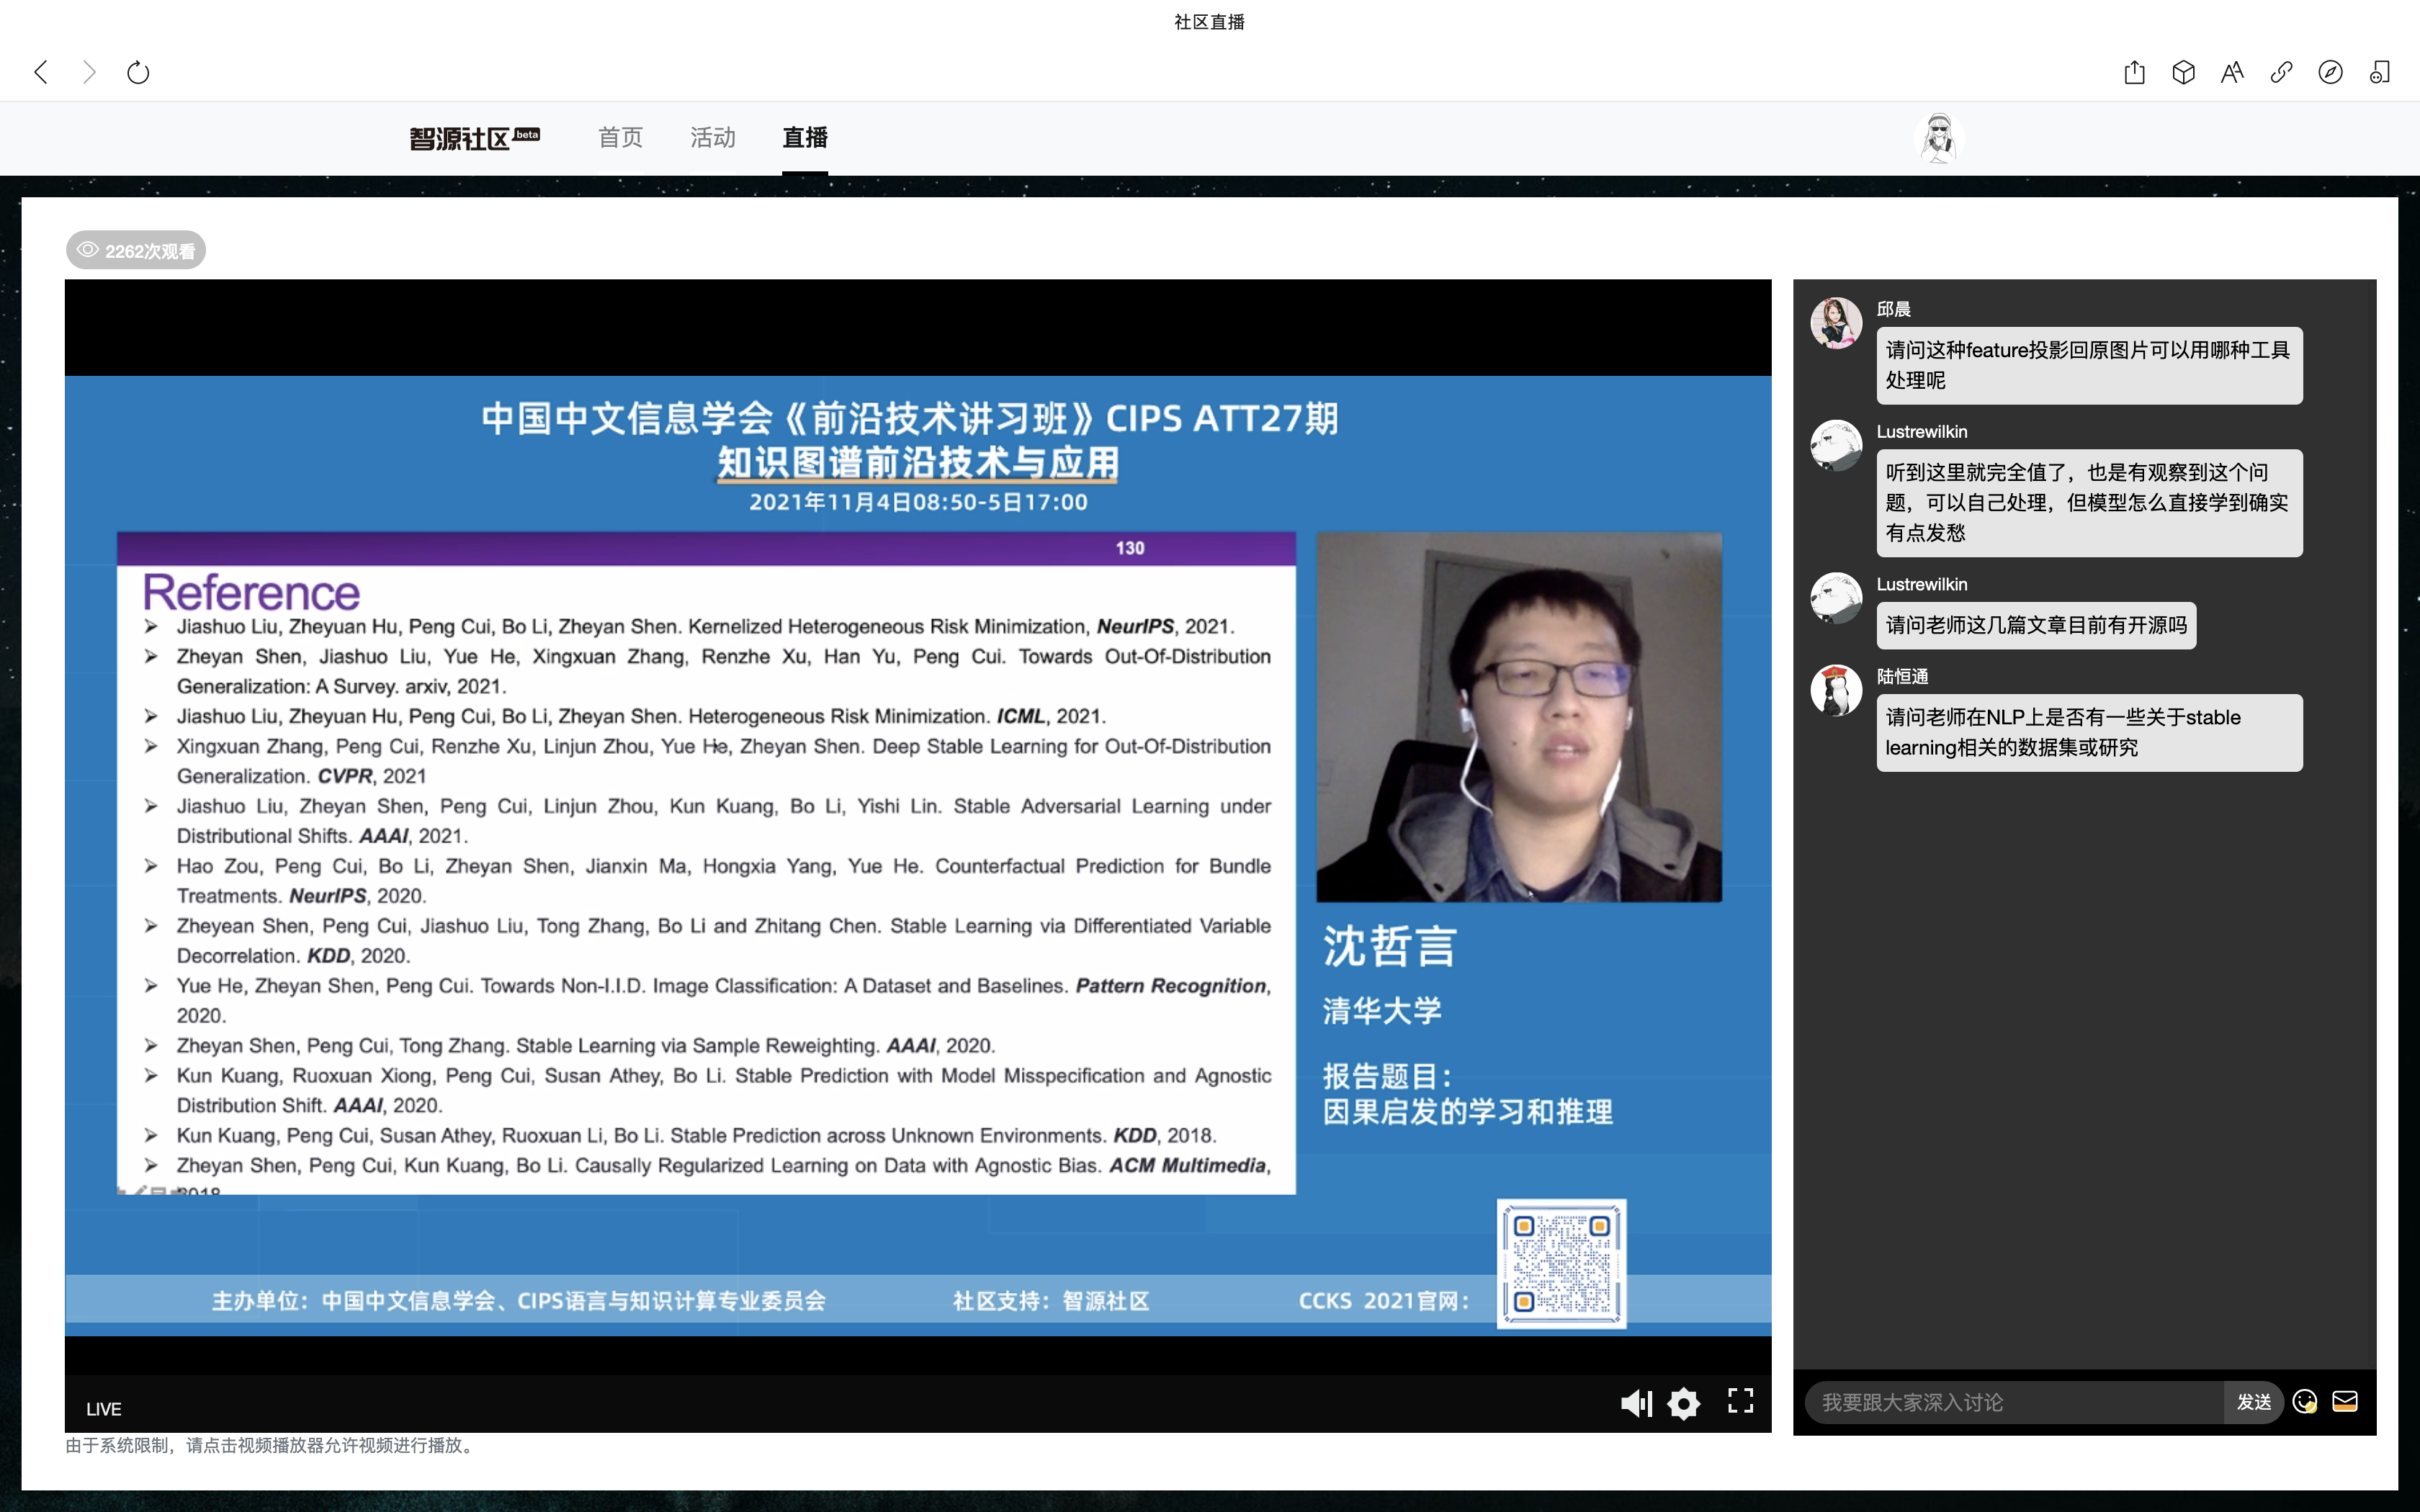 社区直播
智源社区beta
首页
活动
直播
2262次观看
中国中文信息学会《前沿技术讲习班》CIPS ATT27期
知识图谱前沿技术与应用
2021年11月4日08:50-5日17:00
130
Reference
➢ Jiashuo Liu, Zheyuan Hu, Peng Cui, Bo Li, Zheyan Shen. Kernelized Heterogeneous Risk Minimization, NeurIPS, 2021.
➢ Zheyan Shen, Jiashuo Liu, Yue He, Xingxuan Zhang, Renzhe Xu, Han Yu, Peng Cui. Towards Out-Of-Distribution
Generalization: A Survey. arxiv, 2021.
➢ Jiashuo Liu, Zheyuan Hu, Peng Cui, Bo Li, Zheyan Shen. Heterogeneous Risk Minimization. ICML, 2021.
➢ Xingxuan Zhang, Peng Cui, Renzhe Xu, Linjun Zhou, Yue He, Zheyan Shen. Deep Stable Learning for Out-Of-Distribution
Generalization. CVPR, 2021
➢ Jiashuo Liu, Zheyan Shen, Peng Cui, Linjun Zhou, Kun Kuang, Bo Li, Yishi Lin. Stable Adversarial Learning under
Distributional Shifts. AAAI, 2021.
➢ Hao Zou, Peng Cui, Bo Li, Zheyan Shen, Jianxin Ma, Hongxia Yang, Yue He. Counterfactual Prediction for Bundle
Treatments. NeurIPS, 2020.
➢ Zheyean Shen, Peng Cui, Jiashuo Liu, Tong Zhang, Bo Li and Zhitang Chen. Stable Learning via Differentiated Variable
Decorrelation. KDD, 2020.
➢ Yue He, Zheyan Shen, Peng Cui. Towards Non-I.I.D. Image Classification: A Dataset and Baselines. Pattern Recognition,
2020.
➢ Zheyan Shen, Peng Cui, Tong Zhang. Stable Learning via Sample Reweighting. AAAI, 2020.
➢ Kun Kuang, Ruoxuan Xiong, Peng Cui, Susan Athey, Bo Li. Stable Prediction with Model Misspecification and Agnostic
Distribution Shift. AAAI, 2020.
➢ Kun Kuang, Peng Cui, Susan Athey, Ruoxuan Li, Bo Li. Stable Prediction across Unknown Environments. KDD, 2018.
➢ Zheyan Shen, Peng Cui, Kun Kuang, Bo Li. Causally Regularized Learning on Data with Agnostic Bias. ACM Multimedia,
2018
沈哲言
清华大学
报告题目：
因果启发的学习和推理
主办单位：中国中文信息学会、CIPS语言与知识计算专业委员会
社区支持：智源社区
CCKS 2021官网：
LIVE
由于系统限制，请点击视频播放器允许视频进行播放。
邱晨
请问这种feature投影回原图片可以用哪种工具
处理呢
Lustrewilkin
听到这里就完全值了，也是有观察到这个问
题，可以自己处理，但模型怎么直接学到确实
有点发愁
Lustrewilkin
请问老师这几篇文章目前有开源吗
陆恒通
请问老师在NLP上是否有一些关于stable
learning相关的数据集或研究
我要跟大家深入讨论
发送